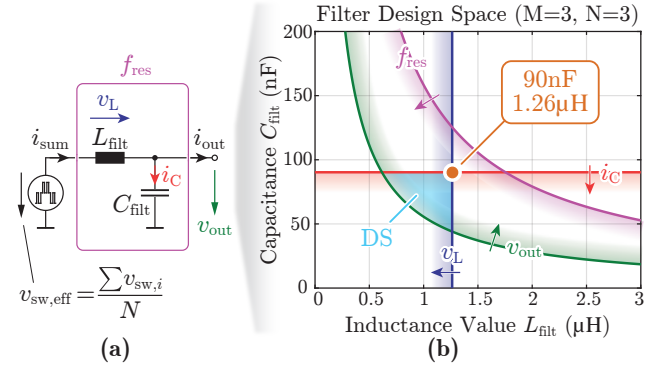 f_res
v_L
i_sum
L_filt
i_out
i_C
C_filt
v_out
v_sw,eff = ∑ v_sw,i / N
(a)
Filter Design Space (M=3, N=3)
Capacitance C_filt (nF)
200
150
100
50
0
f_res
90nF
1.26µH
i_C
DS
v_L
v_out
0 0.5 1 1.5 2 2.5 3
Inductance Value L_filt (µH)
(b)